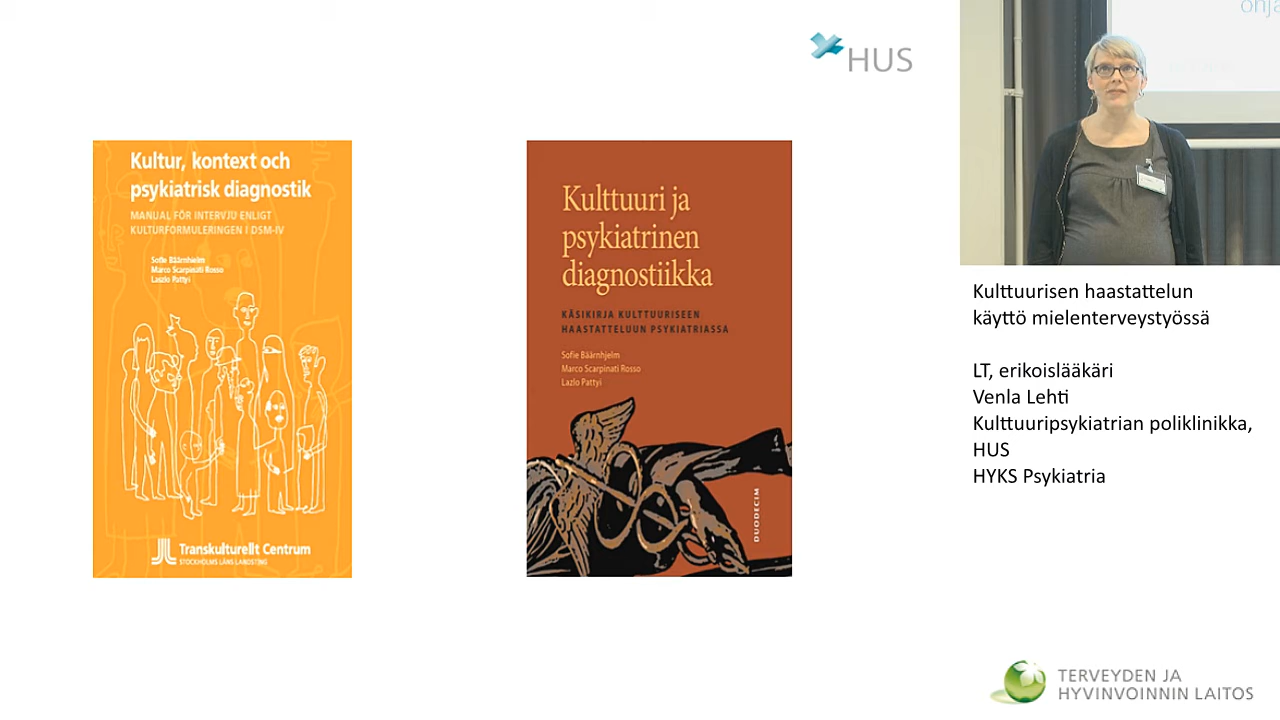 HUS
Kultur, kontext och
psykiatrisk diagnostik
MANUAL FÖR INTERVJU ENLIGT
KULTURFORMULERINGEN I DSM-IV
Sofie Bäärnhielm
Marco Scarpinati Rosso
Laszlo Pattyi
Transkulturellt Centrum
STOCKHOLMS LÄNS LANDSTING
Kulttuuri ja
psykiatrinen
diagnostiikka
KÄSIKIRJA KULTTUURISEEN
HAASTATTELUUN PSYKIATRIASSA
Sofie Bäärnhjelm
Marco Scarpinati Rosso
Lazlo Pattyi
DUODECIM
ohja
Kulttuurisen haastattelun
käyttö mielenterveystyössä
LT, erikoislääkäri
Venla Lehti
Kulttuuripsykiatrian poliklinikka,
HUS
HYKS Psykiatria
TERVEYDEN JA
HYVINVOINNIN LAITOS